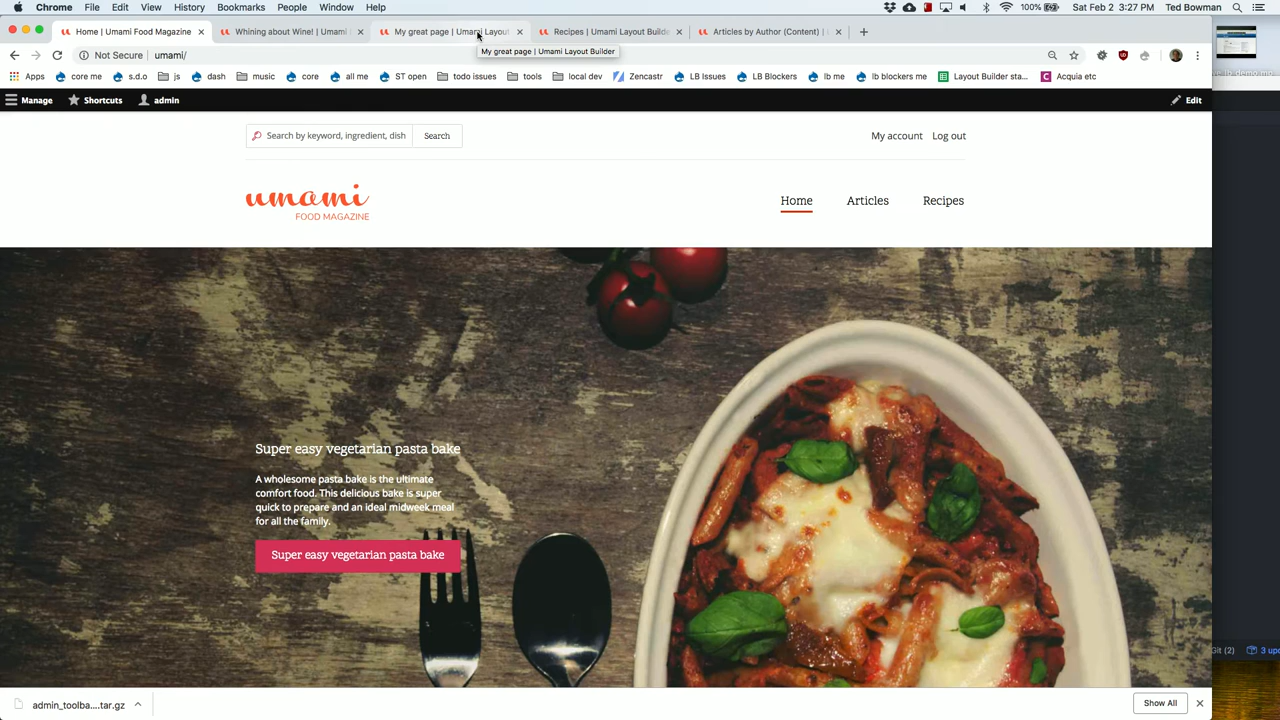 Chrome File Edit View History Bookmarks People Window Help 100% Sat Feb 2 3:27 PM Ted Bowman
Home | Umami Food Magazine Whining about Wine! | Umami My great page | Umami Layout Recipes | Umami Layout Builde Articles by Author (Content) |
My great page | Umami Layout Builder
Not Secure umami/
Apps core me s.d.o js dash music core all me ST open todo issues tools local dev Zencastr LB Issues LB Blockers lb me lb blockers me Layout Builder sta... Acquia etc
Manage Shortcuts admin Edit
Search by keyword, ingredient, dish Search My account Log out
umami
FOOD MAGAZINE
Home Articles Recipes
Super easy vegetarian pasta bake
A wholesome pasta bake is the ultimate
comfort food. This delicious bake is super
quick to prepare and an ideal midweek meal
for all the family.
Super easy vegetarian pasta bake
Git (2) 3 upd
admin_toolba....tar.gz Show All